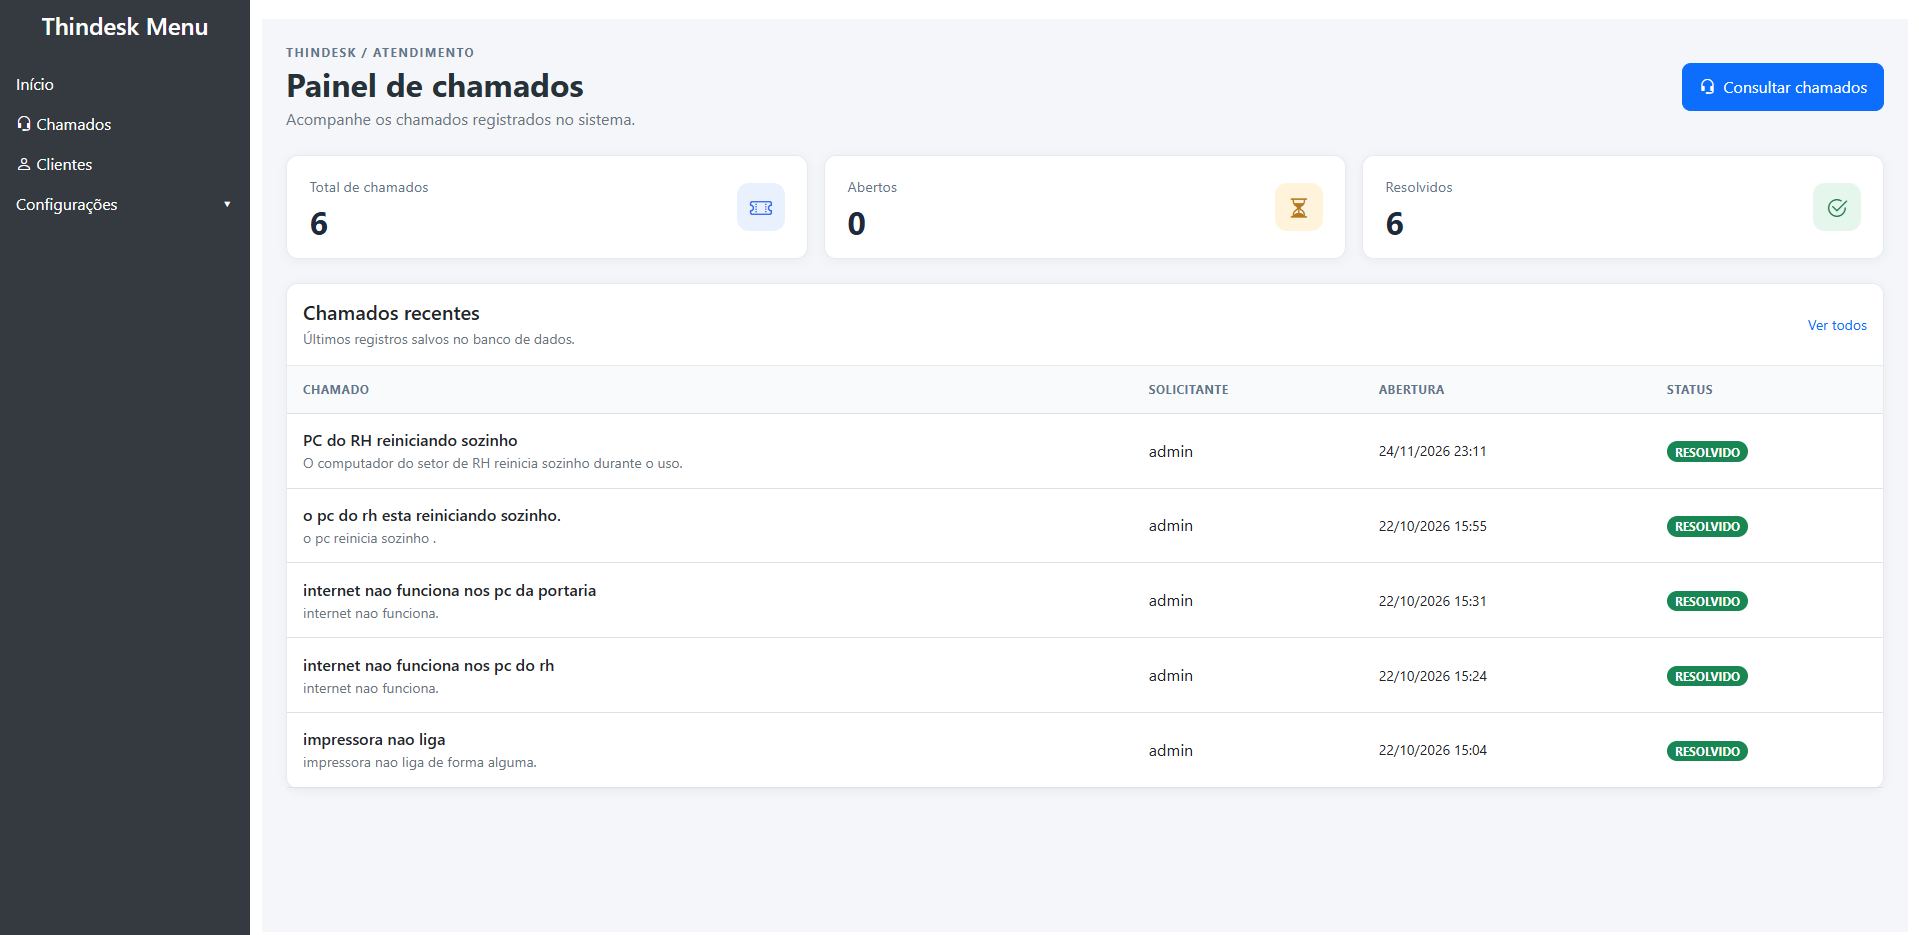 Thindesk Menu
Início
Chamados
Clientes
Configurações
THINDESK / ATENDIMENTO
Painel de chamados
Acompanhe os chamados registrados no sistema.
Consultar chamados
Total de chamados
6
Abertos
0
Resolvidos
6
Chamados recentes
Últimos registros salvos no banco de dados.
Ver todos
CHAMADO SOLICITANTE ABERTURA STATUS
PC do RH reiniciando sozinho
O computador do setor de RH reinicia sozinho durante o uso.
admin 24/11/2026 23:11 RESOLVIDO
o pc do rh esta reiniciando sozinho.
o pc reinicia sozinho .
admin 22/10/2026 15:55 RESOLVIDO
internet nao funciona nos pc da portaria
internet nao funciona.
admin 22/10/2026 15:31 RESOLVIDO
internet nao funciona nos pc do rh
internet nao funciona.
admin 22/10/2026 15:24 RESOLVIDO
impressora nao liga
impressora nao liga de forma alguma.
admin 22/10/2026 15:04 RESOLVIDO